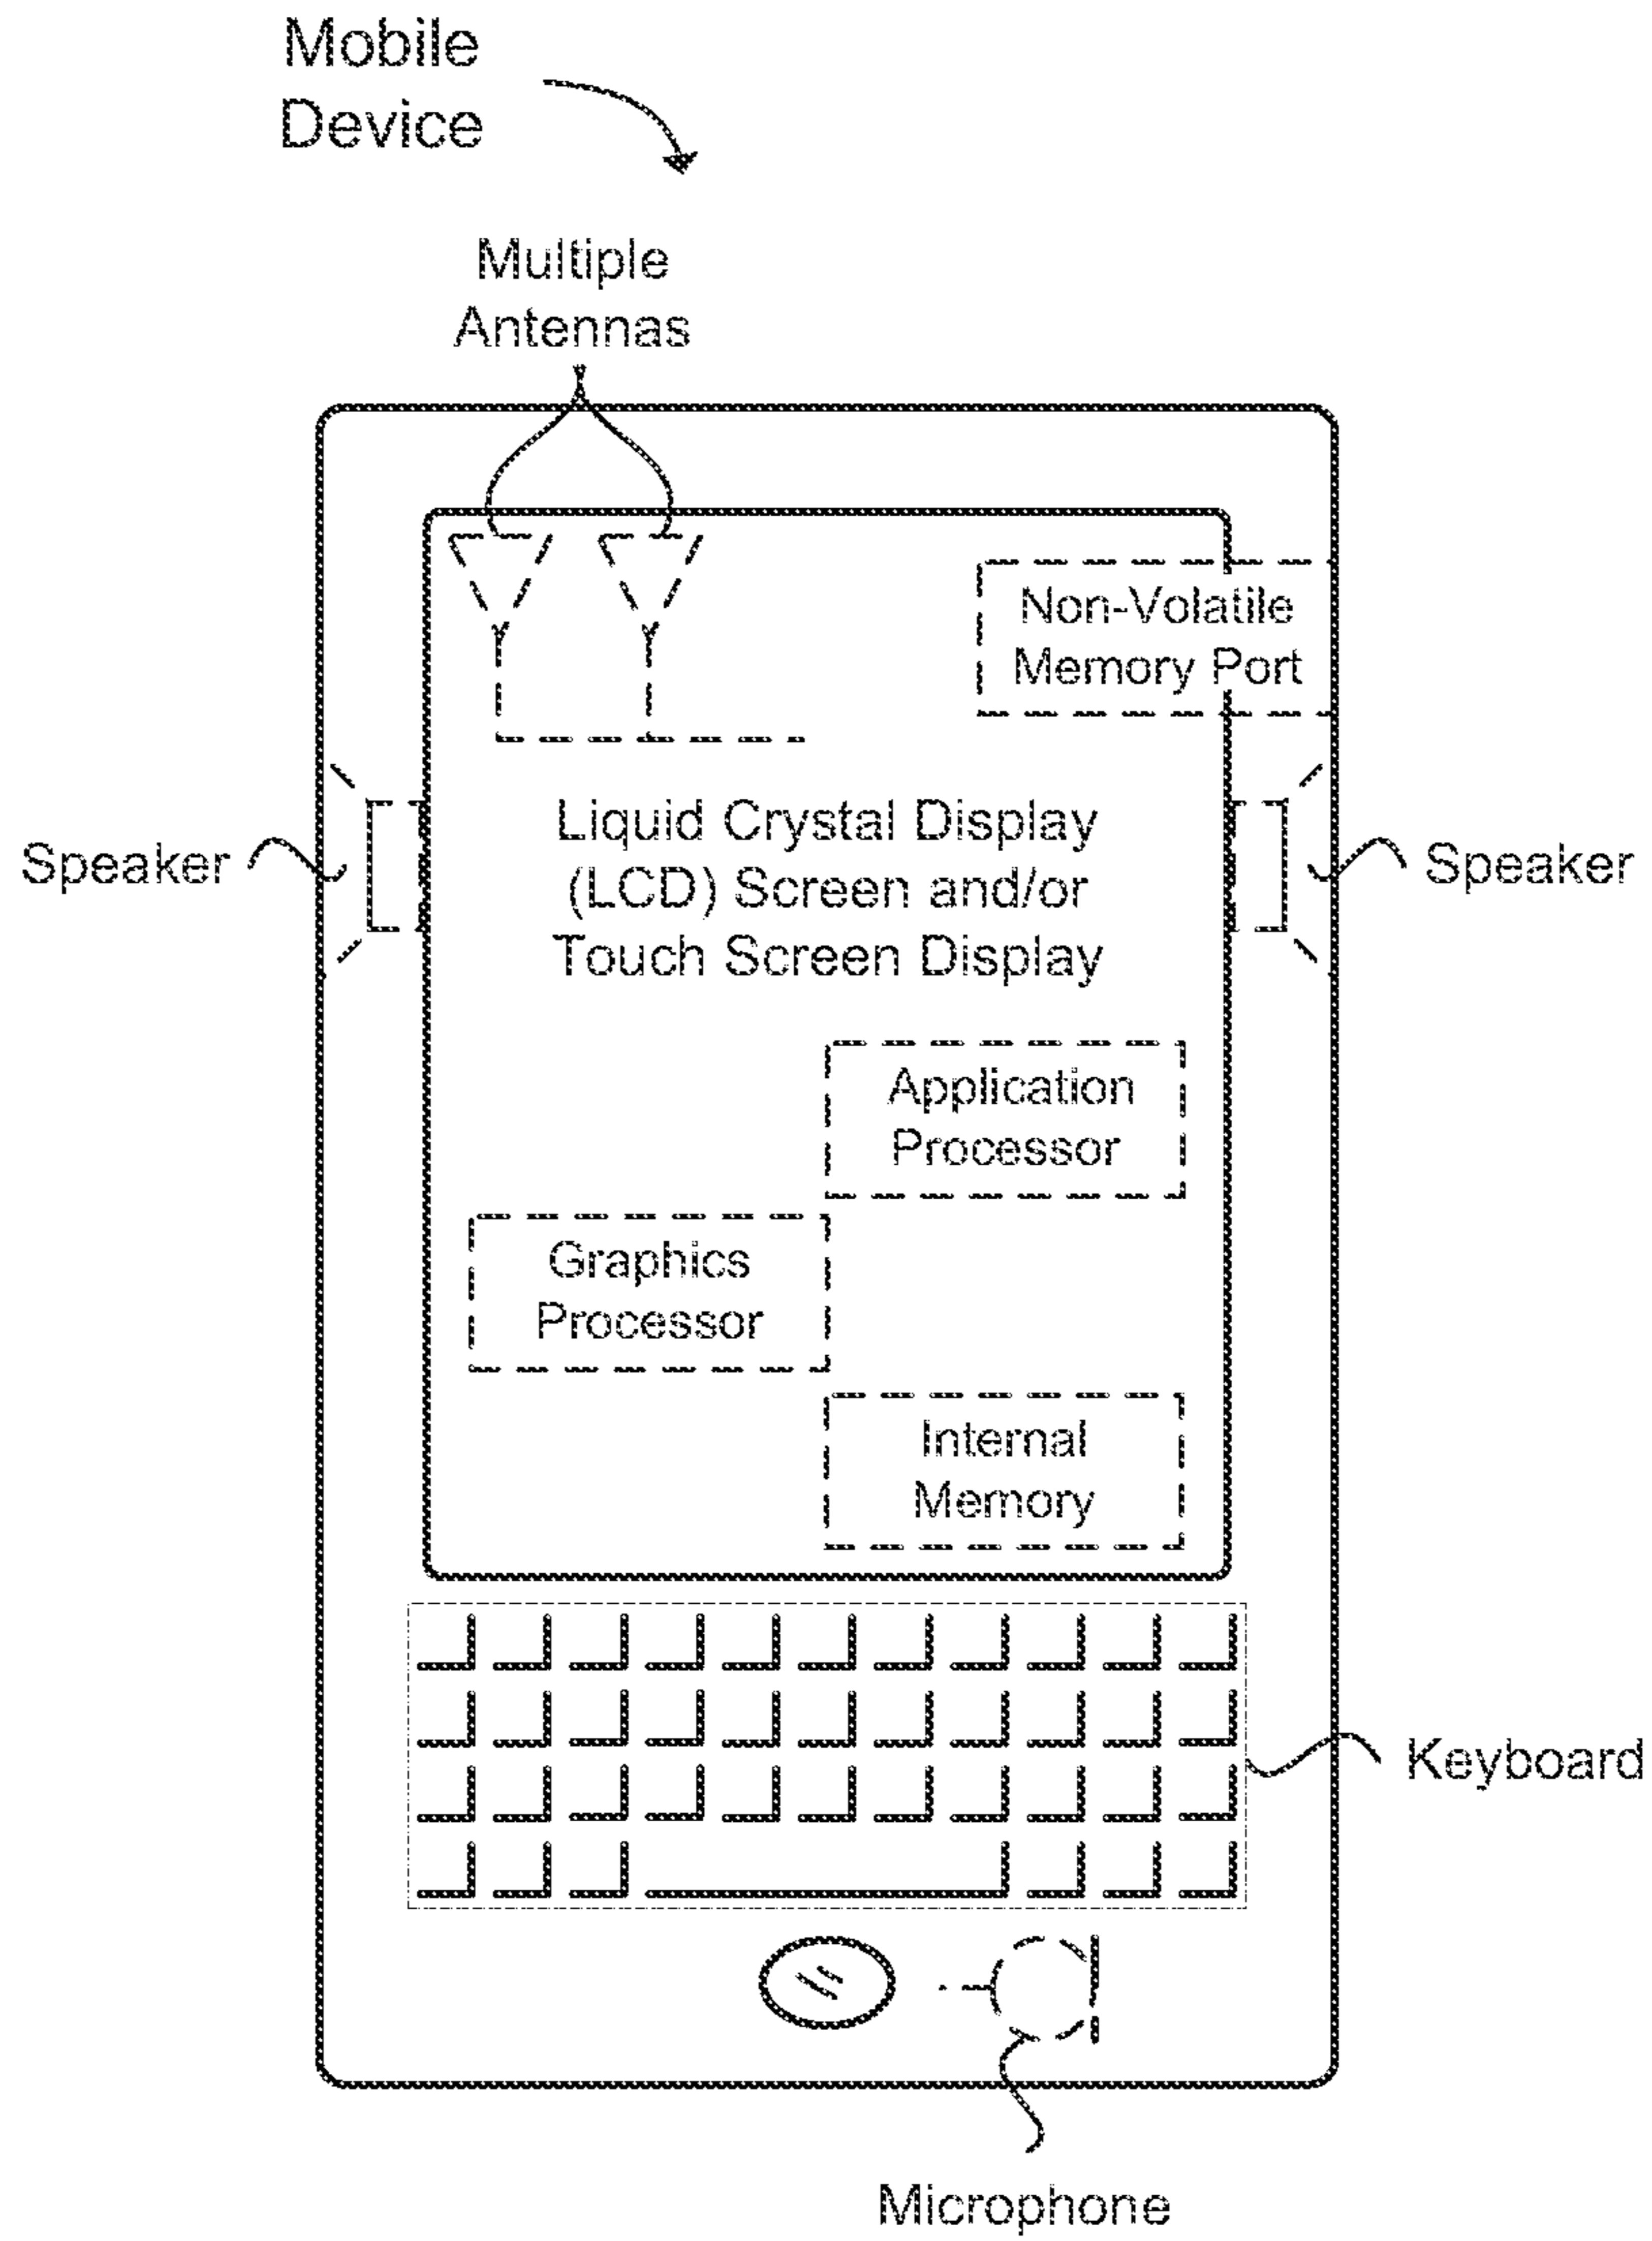 Mobile
Device
Multiple
Antennas
Non-Volatile
Memory Port
Speaker
Liquid Crystal Display
(LCD) Screen and/or
Touch Screen Display
Speaker
Application
Processor
Graphics
Processor
Internal
Memory
Keyboard
Microphone